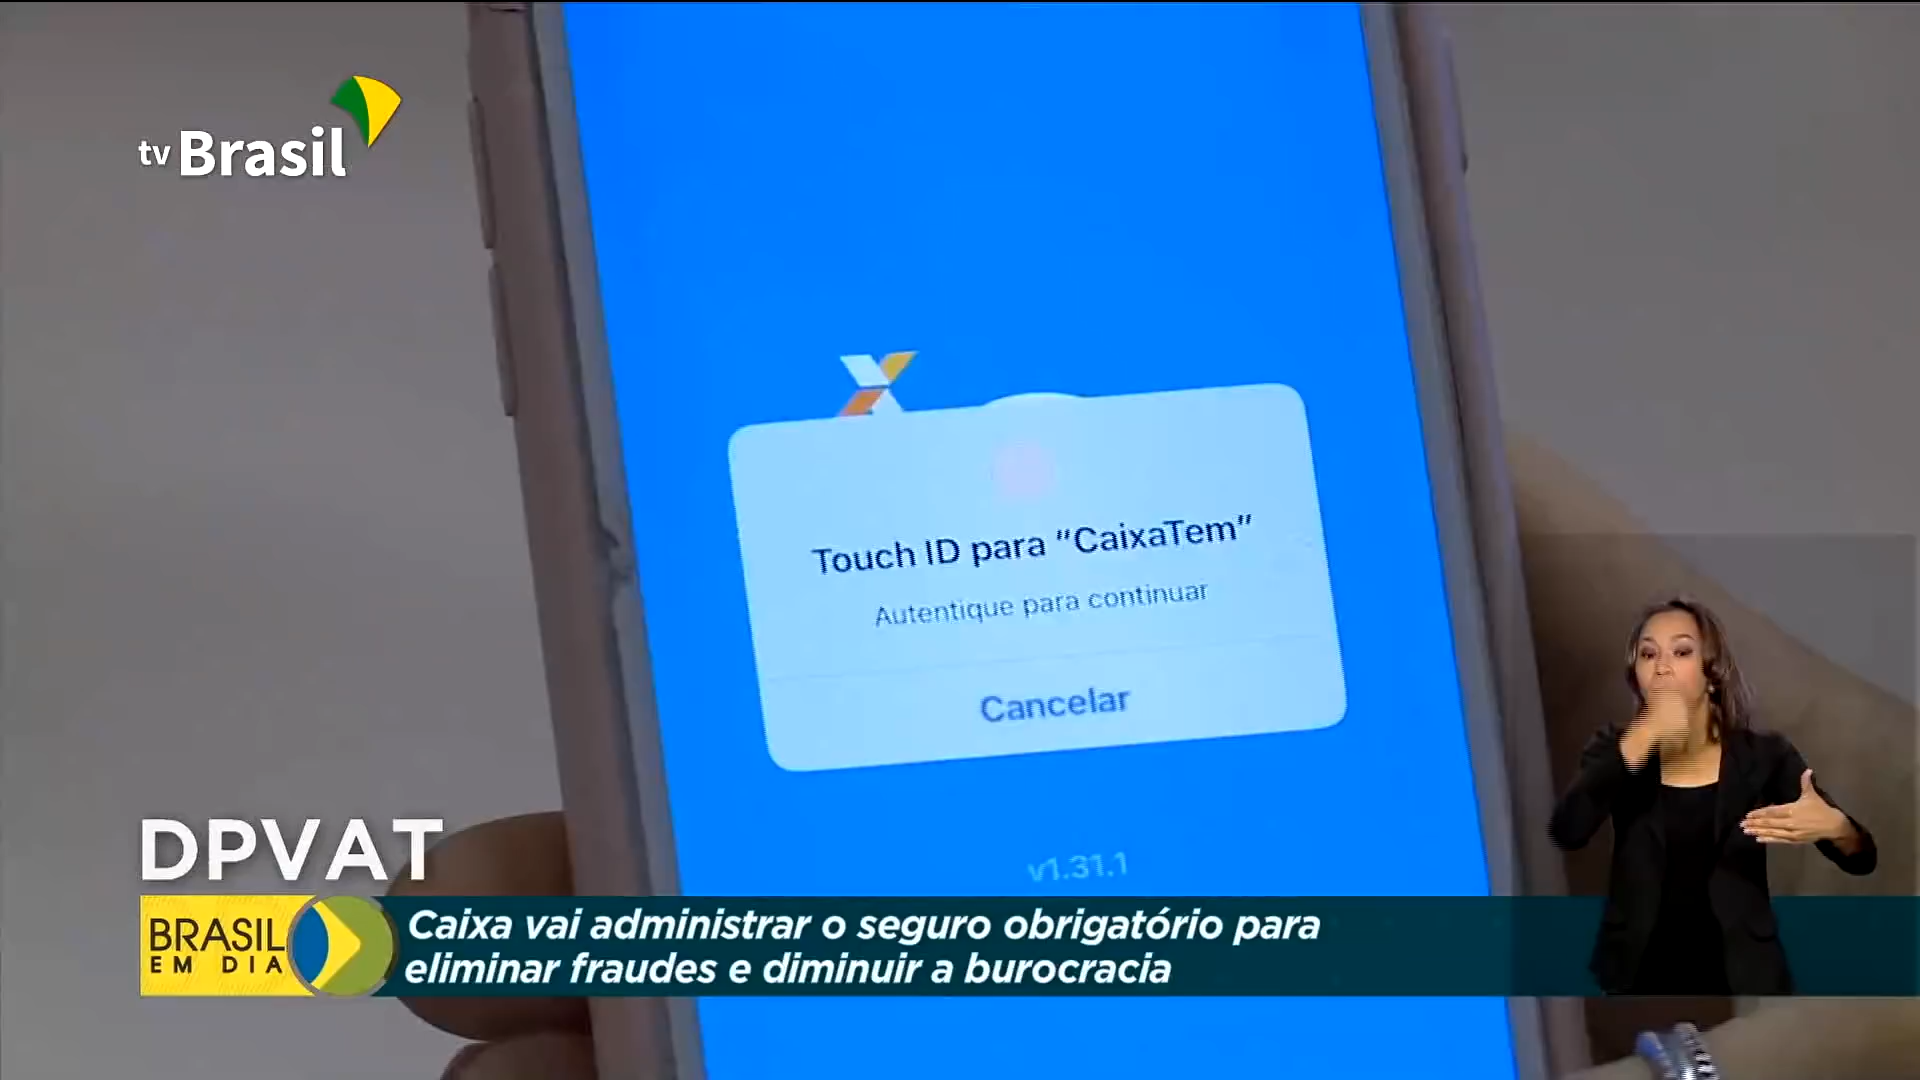 tv Brasil
Touch ID para "CaixaTem"
Autentique para continuar
Cancelar
v1.31.1
DPVAT
BRASIL
EM DIA
Caixa vai administrar o seguro obrigatório para
eliminar fraudes e diminuir a burocracia